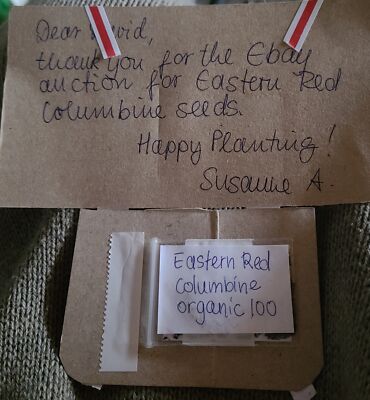 Dear David,
thank you for the Ebay
auction for Eastern Red
Columbine seeds.
Happy Planting!
Susanne A.
Eastern Red
Columbine
organic 100